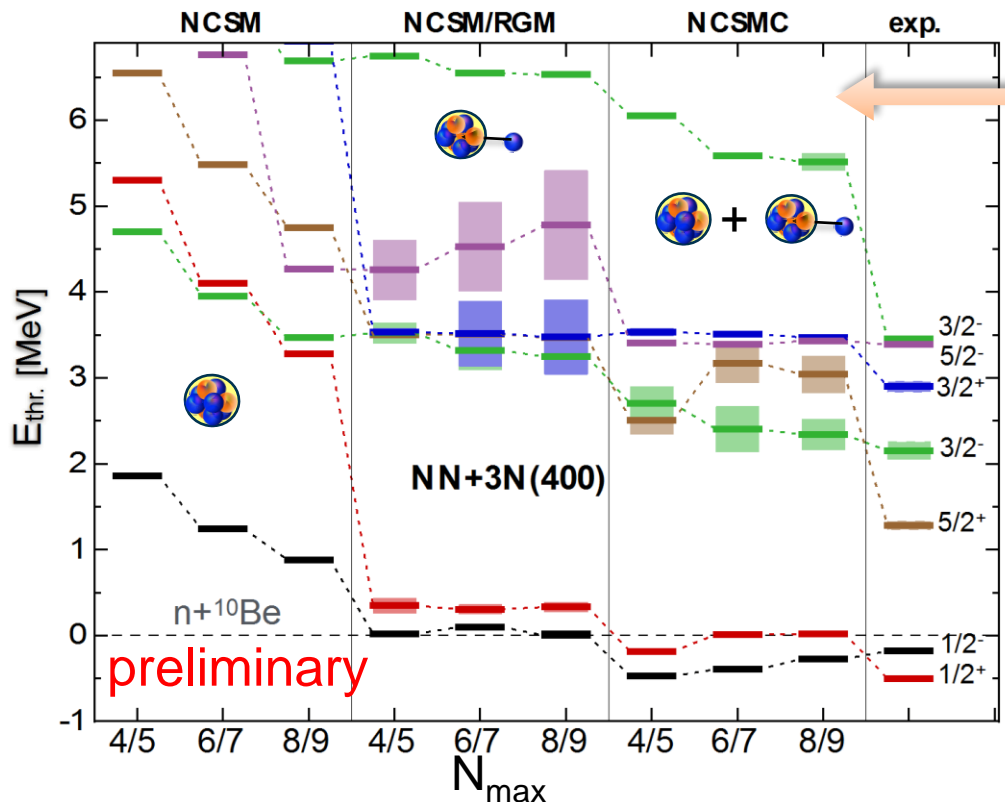 NCSM NCSM/RGM NCSMC exp.
6
5
4
3
2
1
0
-1
E_thr. [MeV]
+
3/2⁻
5/2⁻
3/2⁺
3/2⁻
5/2⁺
1/2⁻
1/2⁺
NN+3N(400)
n+¹⁰Be
preliminary
4/5 6/7 8/9 4/5 6/7 8/9 4/5 6/7 8/9
N_max